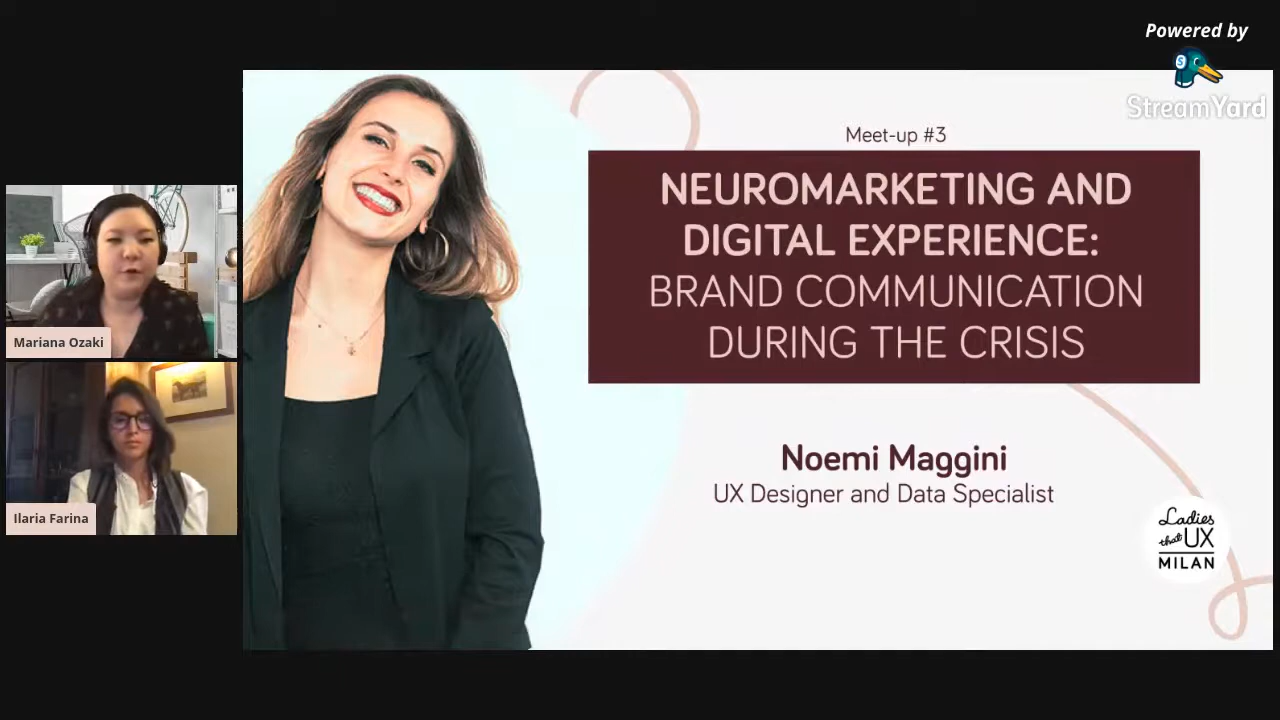 Powered by
StreamYard
Meet-up #3
NEUROMARKETING AND
DIGITAL EXPERIENCE:
BRAND COMMUNICATION
DURING THE CRISIS
Mariana Ozaki
Noemi Maggini
UX Designer and Data Specialist
Ilaria Farina
Ladies
that UX
MILAN